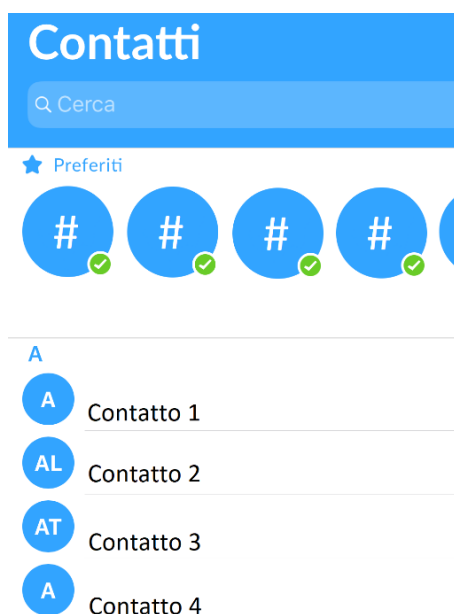 Contatti
Cerca
Preferiti
# # # #
A
A Contatto 1
AL Contatto 2
AT Contatto 3
A Contatto 4